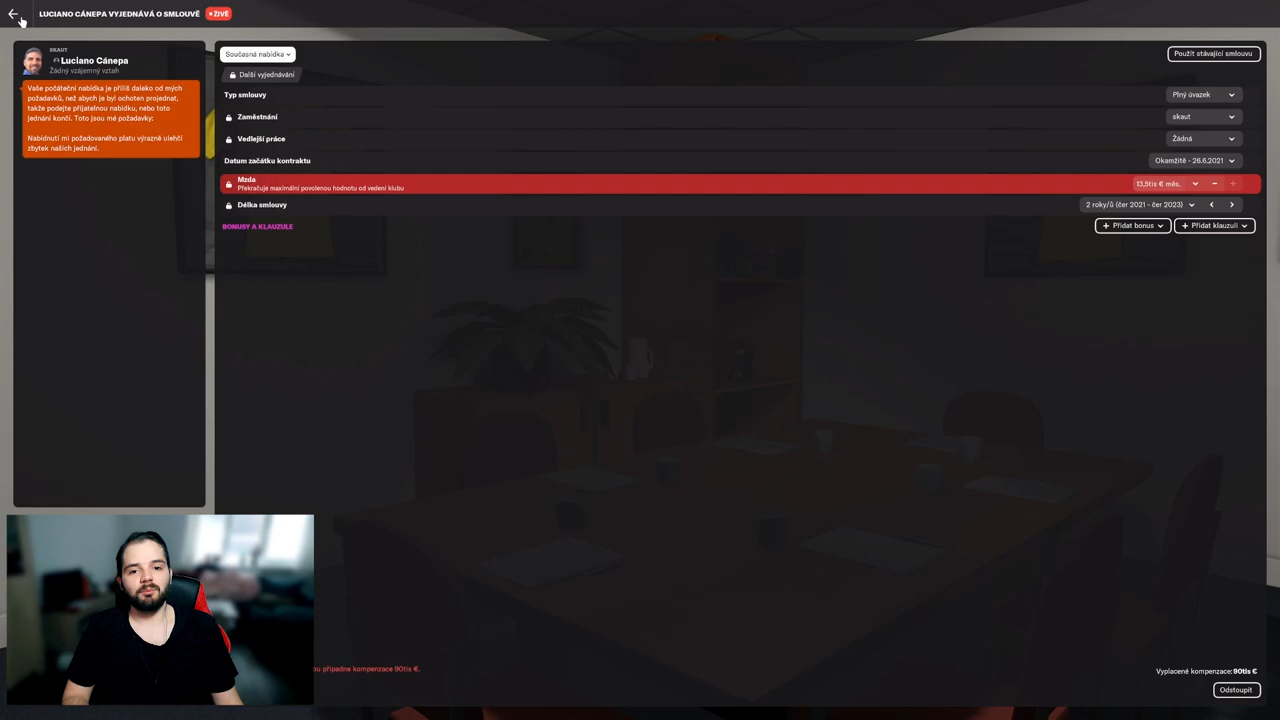 LUCIANO CÁNEPA VYJEDNÁVÁ O SMLOUVĚ
ŽIVĚ
SKAUT
Luciano Cánepa
Žádný vzájemný vztah
Vaše počáteční nabídka je příliš daleko od mých
požadavků, než abych je byl ochoten projednat,
takže podejte přijatelnou nabídku, nebo toto
jednání končí. Toto jsou mé požadavky:
Nabídnutí mi požadovaného platu výrazně ulehčí
zbytek našich jednání.
Současná nabídka
Použít stávající smlouvu
Další vyjednávání
Typ smlouvy
Plný úvazek
Zaměstnání
skaut
Vedlejší práce
Žádná
Datum začátku kontraktu
Okamžitě - 26.6.2021
Mzda
Překračuje maximální povolenou hodnotu od vedení klubu
13,5tis € měs.
Délka smlouvy
2 roky/ů (čer 2021 - čer 2023)
BONUSY A KLAUZULE
+ Přidat bonus
+ Přidat klauzuli
ou případne kompenzace 90tis €.
Vyplacené kompenzace: 90tis €
Odstoupit